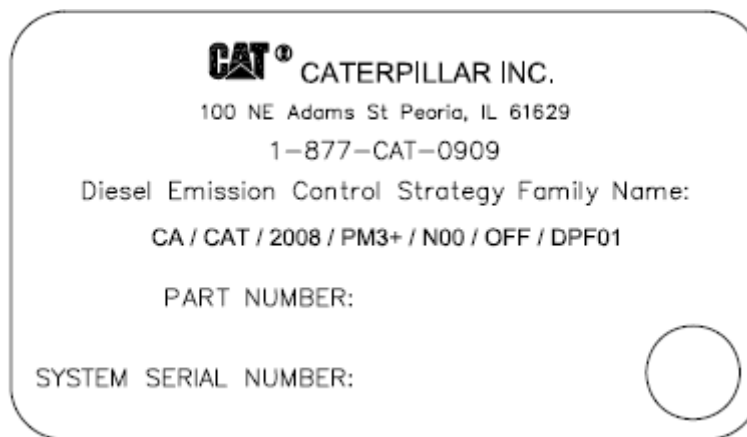 CAT® CATERPILLAR INC.
100 NE Adams St Peoria, IL 61629
1-877-CAT-0909
Diesel Emission Control Strategy Family Name:
CA / CAT / 2008 / PM3+ / N00 / OFF / DPF01
PART NUMBER:
SYSTEM SERIAL NUMBER: